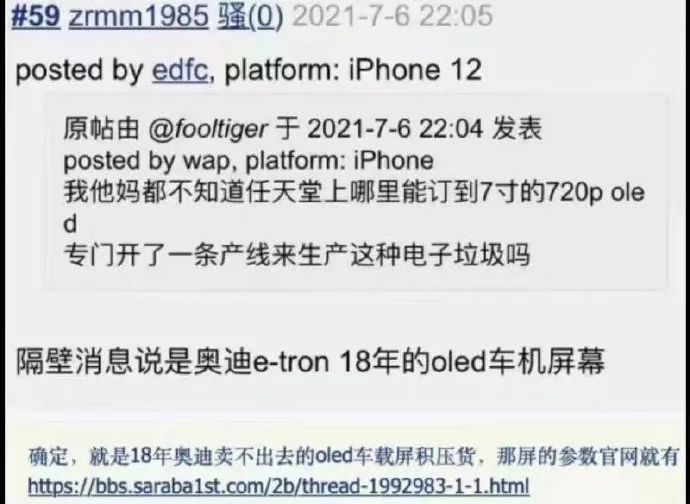 #59 zrmm1985 骚(0) 2021-7-6 22:05
posted by edfc, platform: iPhone 12
原帖由 @fooltiger 于 2021-7-6 22:04 发表
posted by wap, platform: iPhone
我他妈都不知道任天堂上哪里能订到7寸的720p ole
d
专门开了一条产线来生产这种电子垃圾吗
隔壁消息说是奥迪e-tron 18年的oled车机屏幕
确定，就是18年奥迪卖不出去的oled车载屏积压货，那屏的参数官网就有
https://bbs.saraba1st.com/2b/thread-1992983-1-1.html